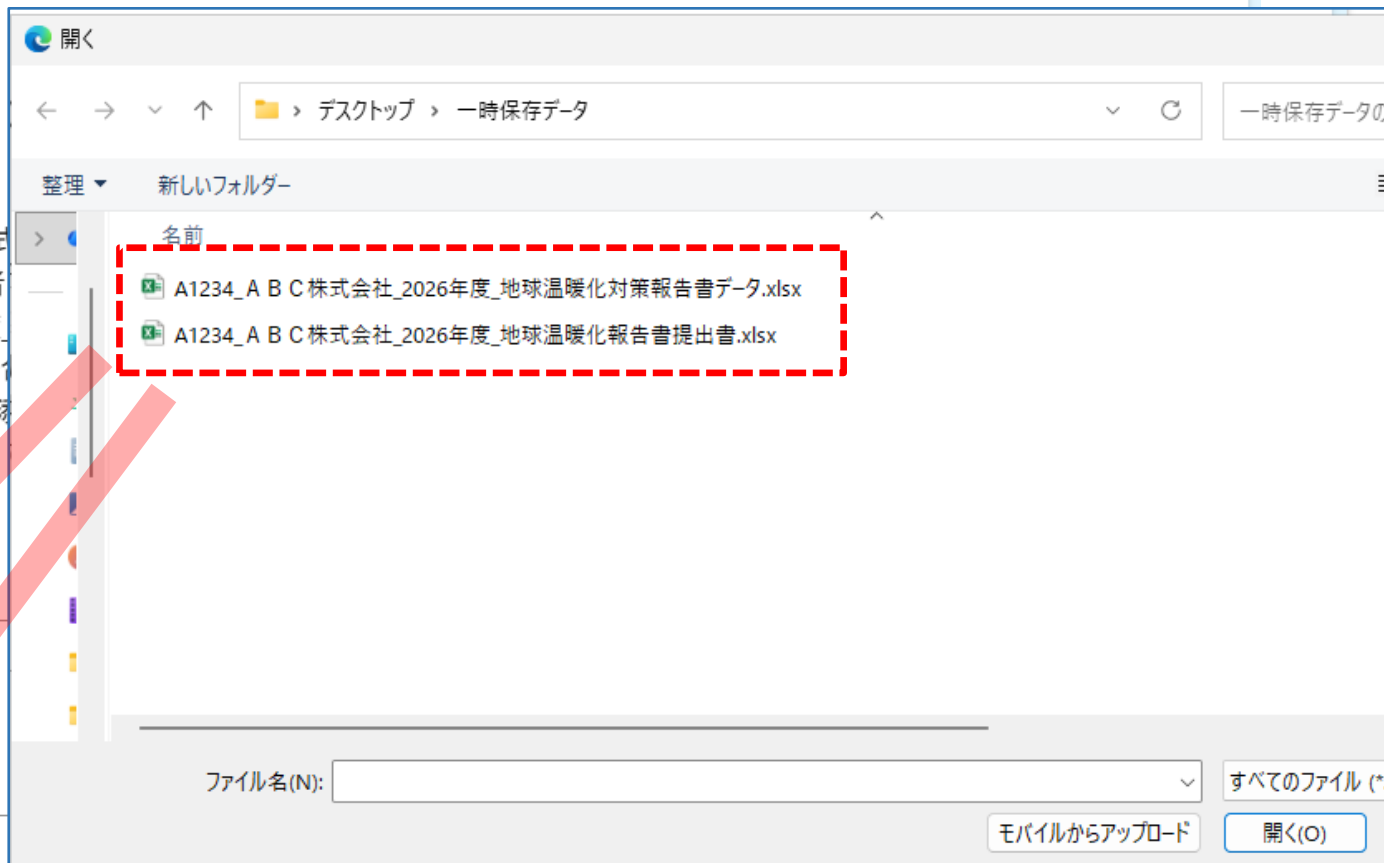 開く
デスクトップ › 一時保存データ
一時保存データの
整理
新しいフォルダー
名前
A1234_ＡＢＣ株式会社_2026年度_地球温暖化対策報告書データ.xlsx
A1234_ＡＢＣ株式会社_2026年度_地球温暖化報告書提出書.xlsx
ファイル名(N):
すべてのファイル (*
モバイルからアップロード
開く(O)